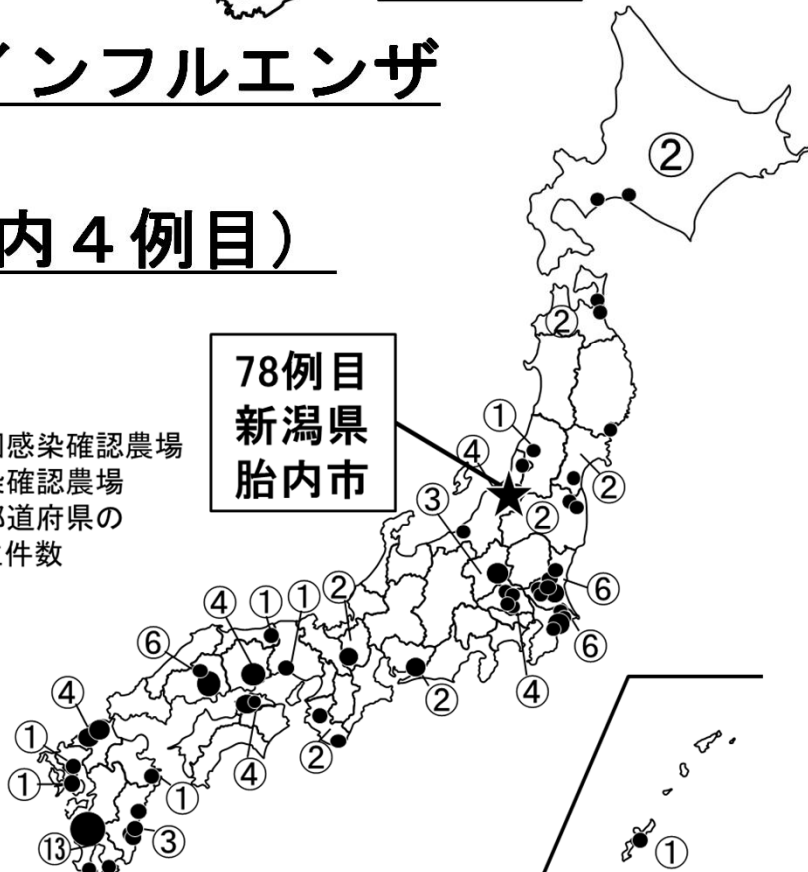 インフルエンザ
内４例目）
②
②
78例目
新潟県
胎内市
感染確認農場
確認農場
道府県の
件数
①
④
②
③
②
⑥
⑥
④
②
①
①
④
⑥
②
④
②
④
①
①
①
③
⑬
①